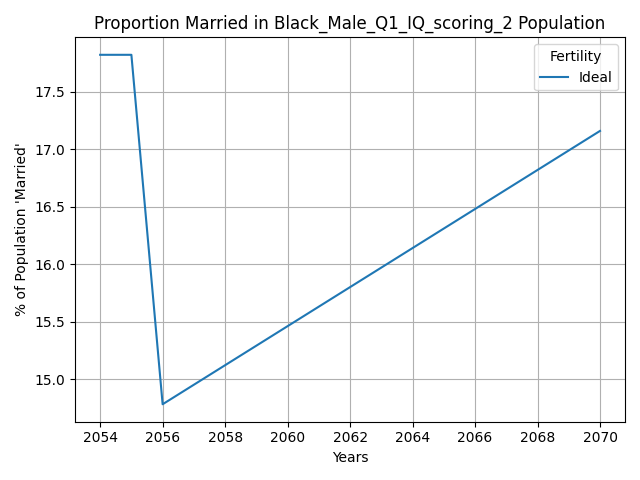 Proportion Married in Black_Male_Q1_IQ_scoring_2 Population
Fertility
Ideal
% of Population 'Married'
17.5
17.0
16.5
16.0
15.5
15.0
2054 2056 2058 2060 2062 2064 2066 2068 2070
Years